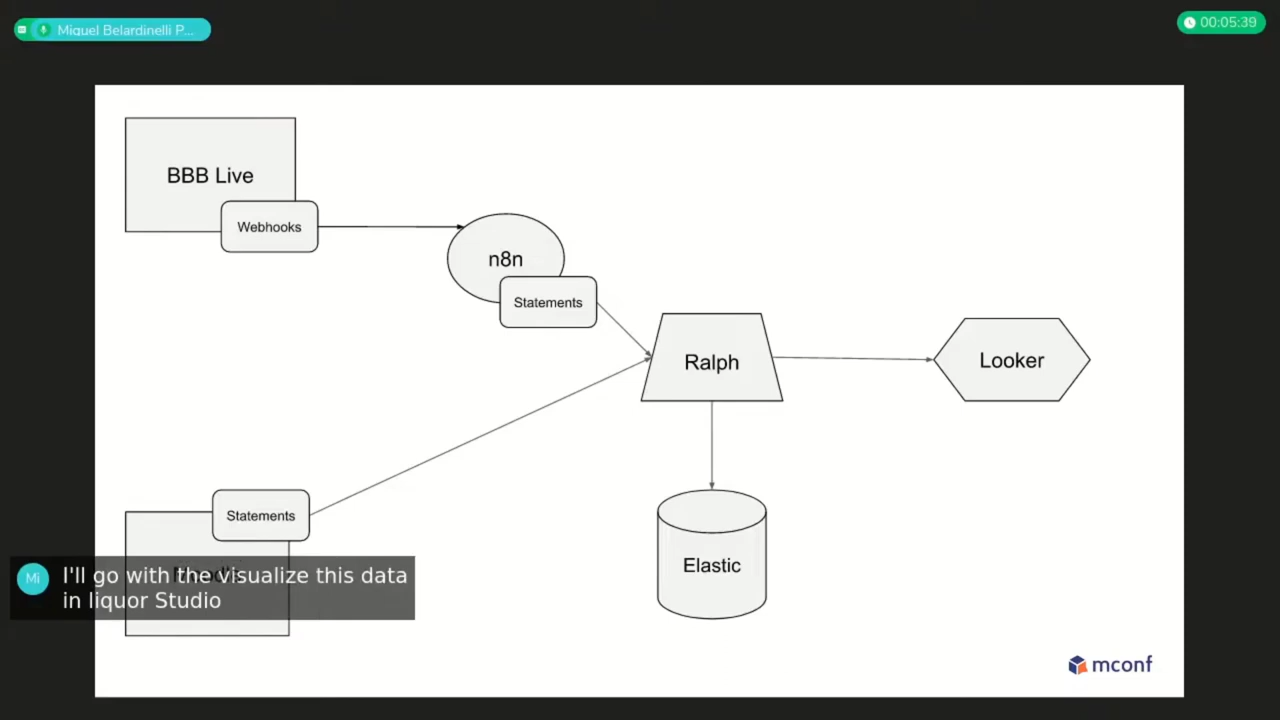 Miguel Belardinelli P...
00:05:39
BBB Live
Webhooks
n8n
Statements
Ralph
Looker
Statements
Elastic
Mi
I'll go with the visualize this data
in liquor Studio
mconf